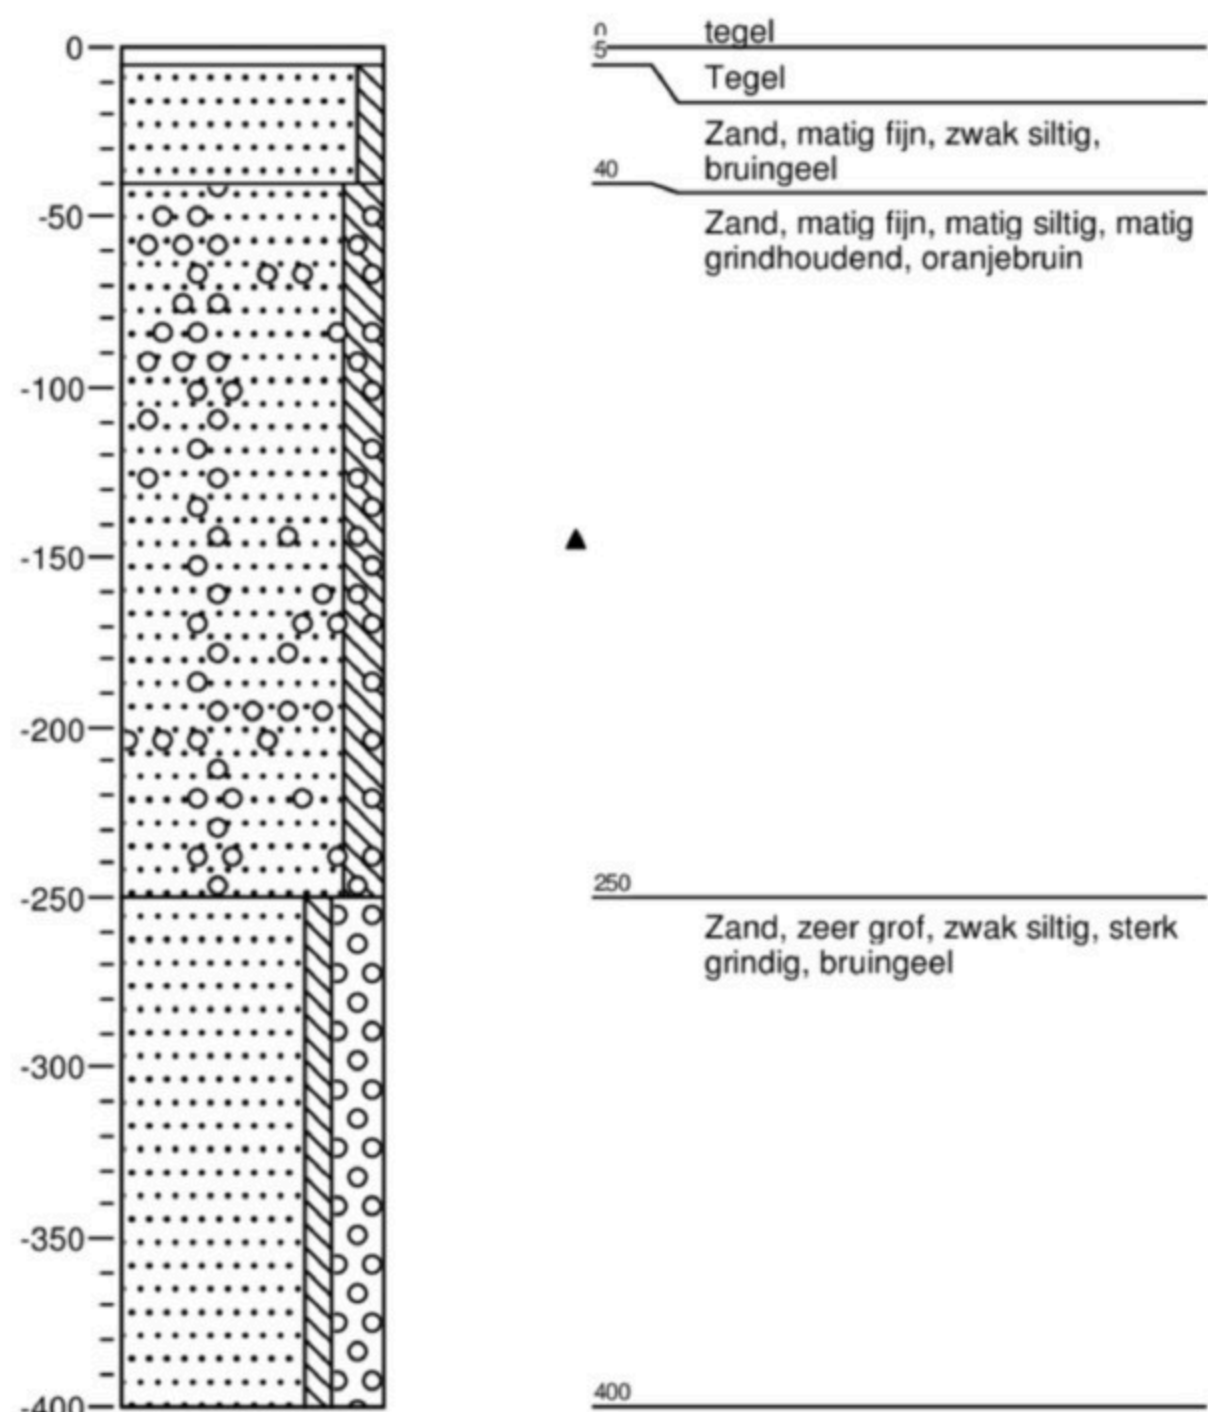 0
-50
-100
-150
-200
-250
-300
-350
-400
0 tegel
5
Tegel
Zand, matig fijn, zwak siltig,
bruingeel
40
Zand, matig fijn, matig siltig, matig
grindhoudend, oranjebruin
250
Zand, zeer grof, zwak siltig, sterk
grindig, bruingeel
400